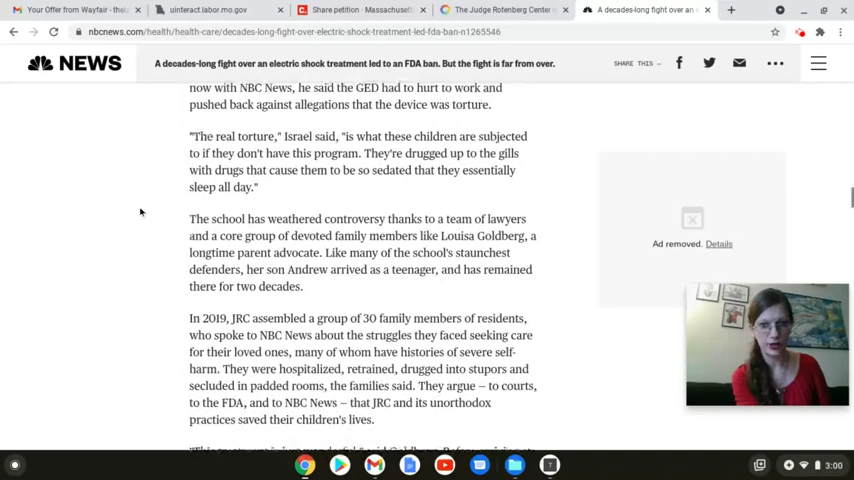 Your Offer from Wayfair - thela
uinteract.labor.mo.gov
Share petition · Massachuset
The Judge Rotenberg Center o
A decades-long fight over an e
nbcnews.com/health/health-care/decades-long-fight-over-electric-shock-treatment-led-fda-ban-n1265546
NEWS
A decades-long fight over an electric shock treatment led to an FDA ban. But the fight is far from over.
SHARE THIS —
now with NBC News, he said the GED had to hurt to work and
pushed back against allegations that the device was torture.
"The real torture," Israel said, "is what these children are subjected
to if they don't have this program. They're drugged up to the gills
with drugs that cause them to be so sedated that they essentially
sleep all day."
The school has weathered controversy thanks to a team of lawyers
and a core group of devoted family members like Louisa Goldberg, a
longtime parent advocate. Like many of the school's staunchest
defenders, her son Andrew arrived as a teenager, and has remained
there for two decades.
In 2019, JRC assembled a group of 30 family members of residents,
who spoke to NBC News about the struggles they faced seeking care
for their loved ones, many of whom have histories of severe self-
harm. They were hospitalized, retrained, drugged into stupors and
secluded in padded rooms, the families said. They argue — to courts,
to the FDA, and to NBC News — that JRC and its unorthodox
practices saved their children's lives.
Ad removed. Details
3:00